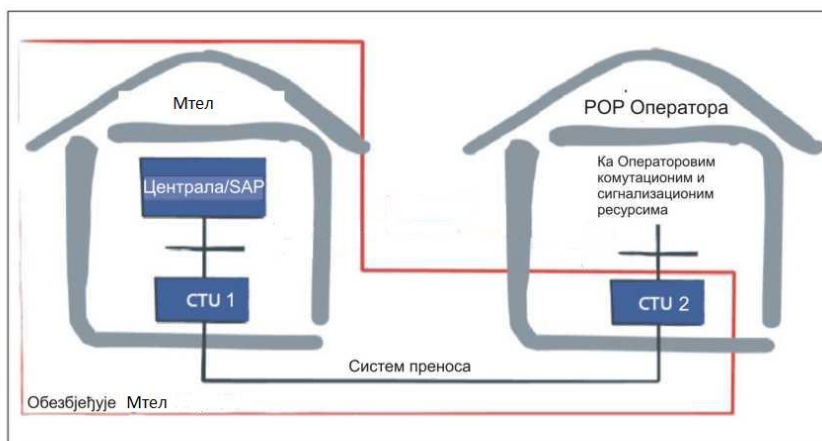 Мтел
POP Оператора
Централа/SAP
Ка Операторовим
комутационим и
сигнализационим
ресурсима
CTU 1
CTU 2
Систем преноса
Обезбјеђује Мтел